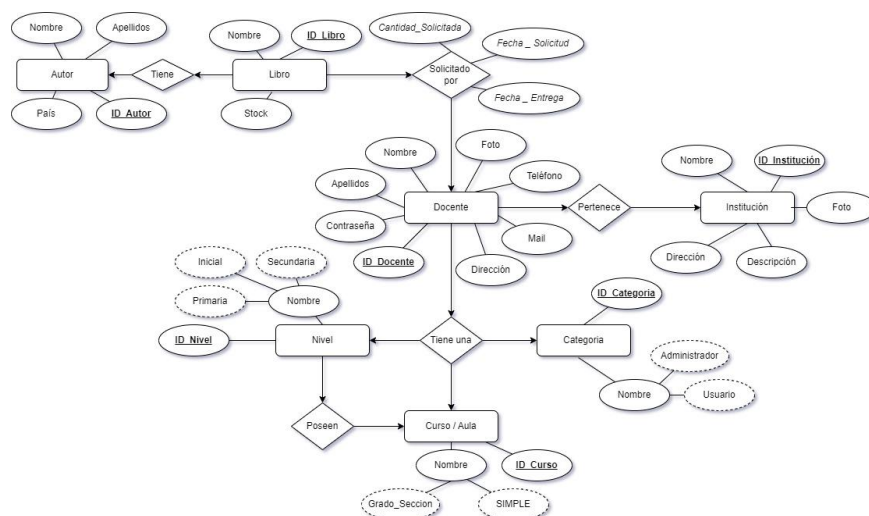 Cantidad_Solicitada
Nombre
Apellidos
Nombre
ID_Libro
Fecha _ Solicitud
Autor
Tiene
Libro
Solicitado
por
Fecha _ Entrega
País
ID_Autor
Stock
Nombre
Foto
Nombre
ID_Institución
Apellidos
Teléfono
Docente
Pertenece
Institución
Foto
Contraseña
Mail
ID_Docente
Dirección
Dirección
Descripción
Inicial
Secundaria
Primaria
Nombre
ID_Categoria
ID_Nivel
Nivel
Tiene una
Categoria
Administrador
Nombre
Usuario
Poseen
Curso / Aula
Nombre
ID_Curso
Grado_Seccion
SIMPLE